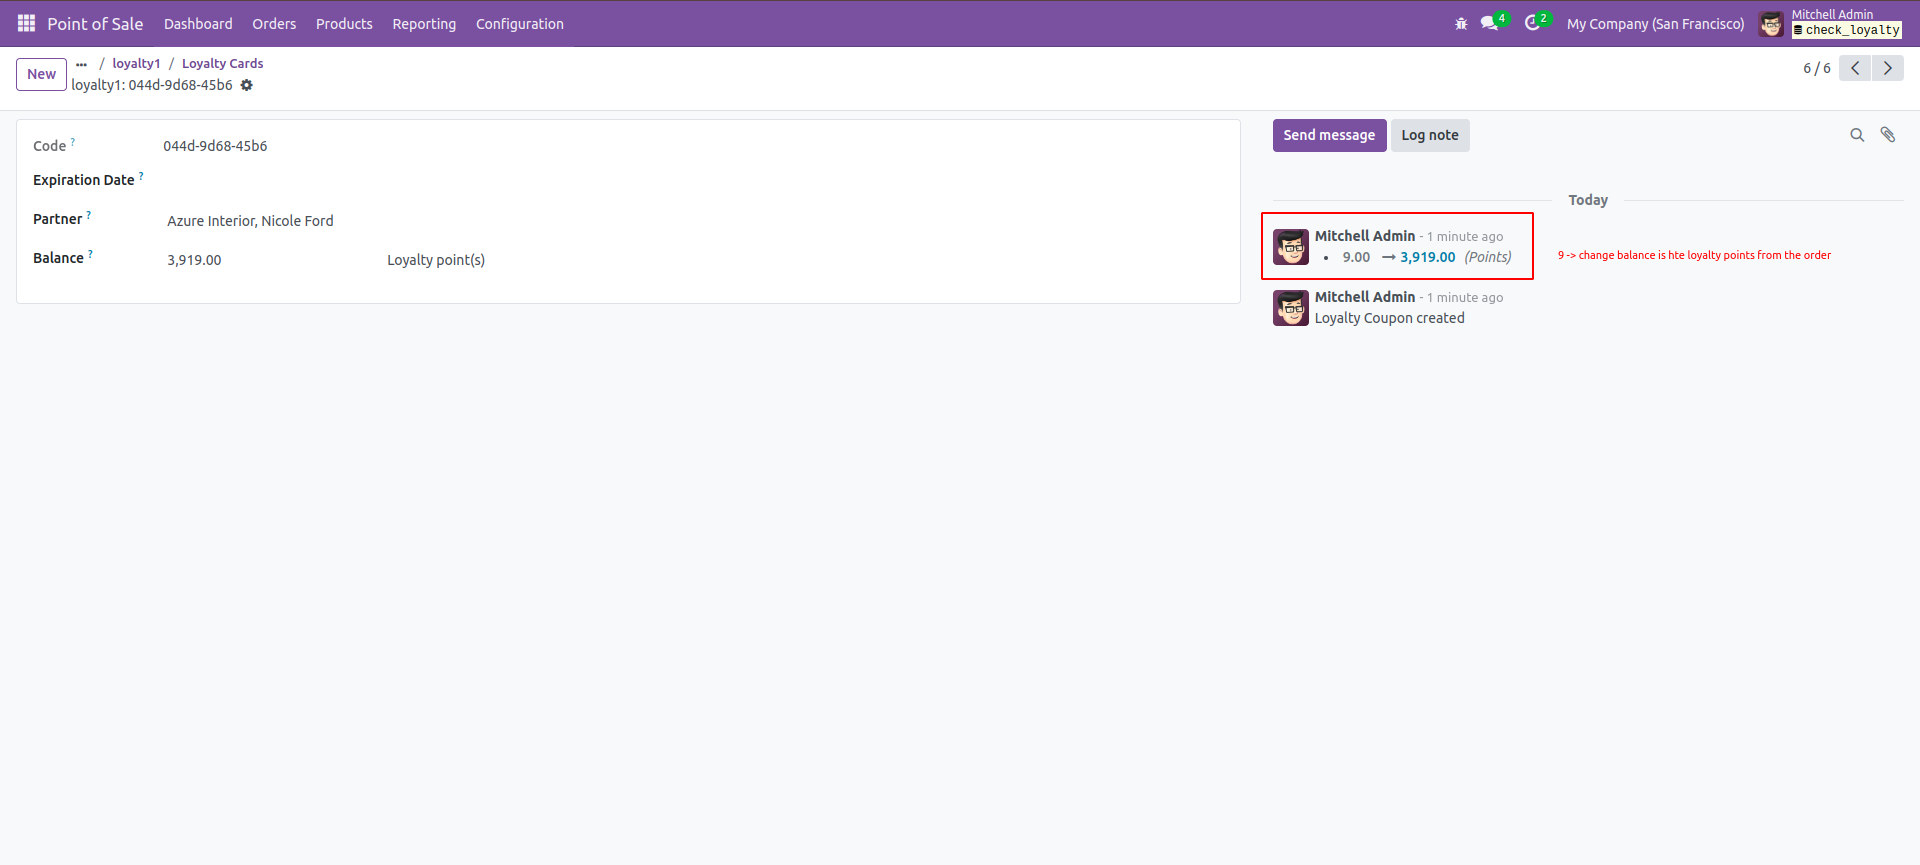 Point of Sale Dashboard Orders Products Reporting Configuration 4 2 My Company (San Francisco) Mitchell Admin
check_loyalty
New ... / loyalty1 / Loyalty Cards
loyalty1: 044d-9d68-45b6
6 / 6
Code ? 044d-9d68-45b6
Expiration Date ?
Partner ? Azure Interior, Nicole Ford
Balance ? 3,919.00 Loyalty point(s)
Send message Log note
Today
Mitchell Admin - 1 minute ago
• 9.00 → 3,919.00 (Points)
9 -> change balance is hte loyalty points from the order
Mitchell Admin - 1 minute ago
Loyalty Coupon created